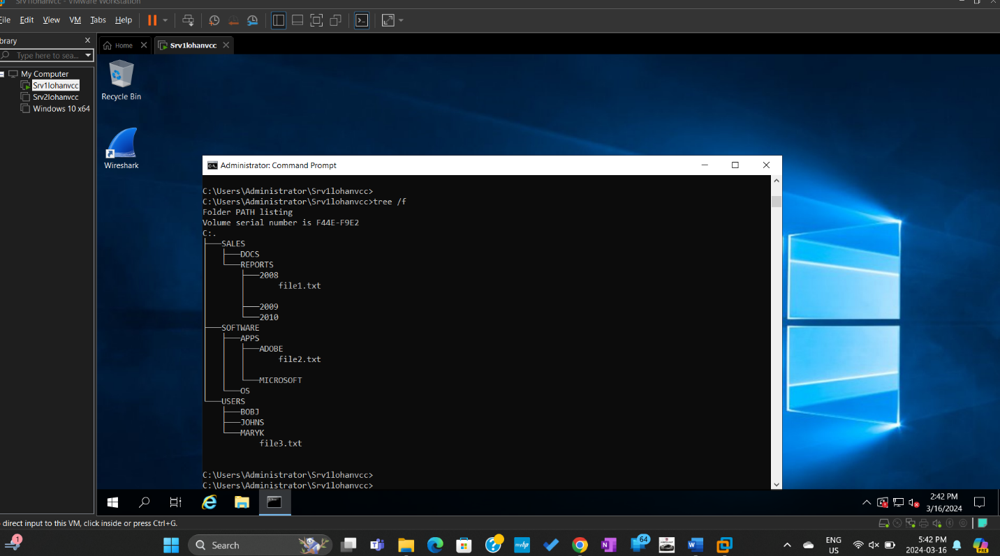 Srv1lohanvcc - VMware Workstation
File Edit View VM Tabs Help
Library
Type here to sea...
My Computer
Srv1lohanvcc
Srv2lohanvcc
Windows 10 x64
Home
Srv1lohanvcc
Recycle Bin
Wireshark
Administrator: Command Prompt
C:\Users\Administrator\Srv1lohanvcc>
C:\Users\Administrator\Srv1lohanvcc>tree /f
Folder PATH listing
Volume serial number is F44E-F9E2
C:.
├───SALES
│   ├───DOCS
│   └───REPORTS
│       ├───2008
│       │       file1.txt
│       │
│       ├───2009
│       └───2010
├───SOFTWARE
│   ├───APPS
│   │   ├───ADOBE
│   │   │       file2.txt
│   │   │
│   │   └───MICROSOFT
│   └───OS
└───USERS
    ├───BOBJ
    ├───JOHNS
    └───MARYK
            file3.txt
C:\Users\Administrator\Srv1lohanvcc>
C:\Users\Administrator\Srv1lohanvcc>
2:42 PM
3/16/2024
direct input to this VM, click inside or press Ctrl+G.
1
Search
myhp
64
ENG
US
5:42 PM
2024-03-16
PRE